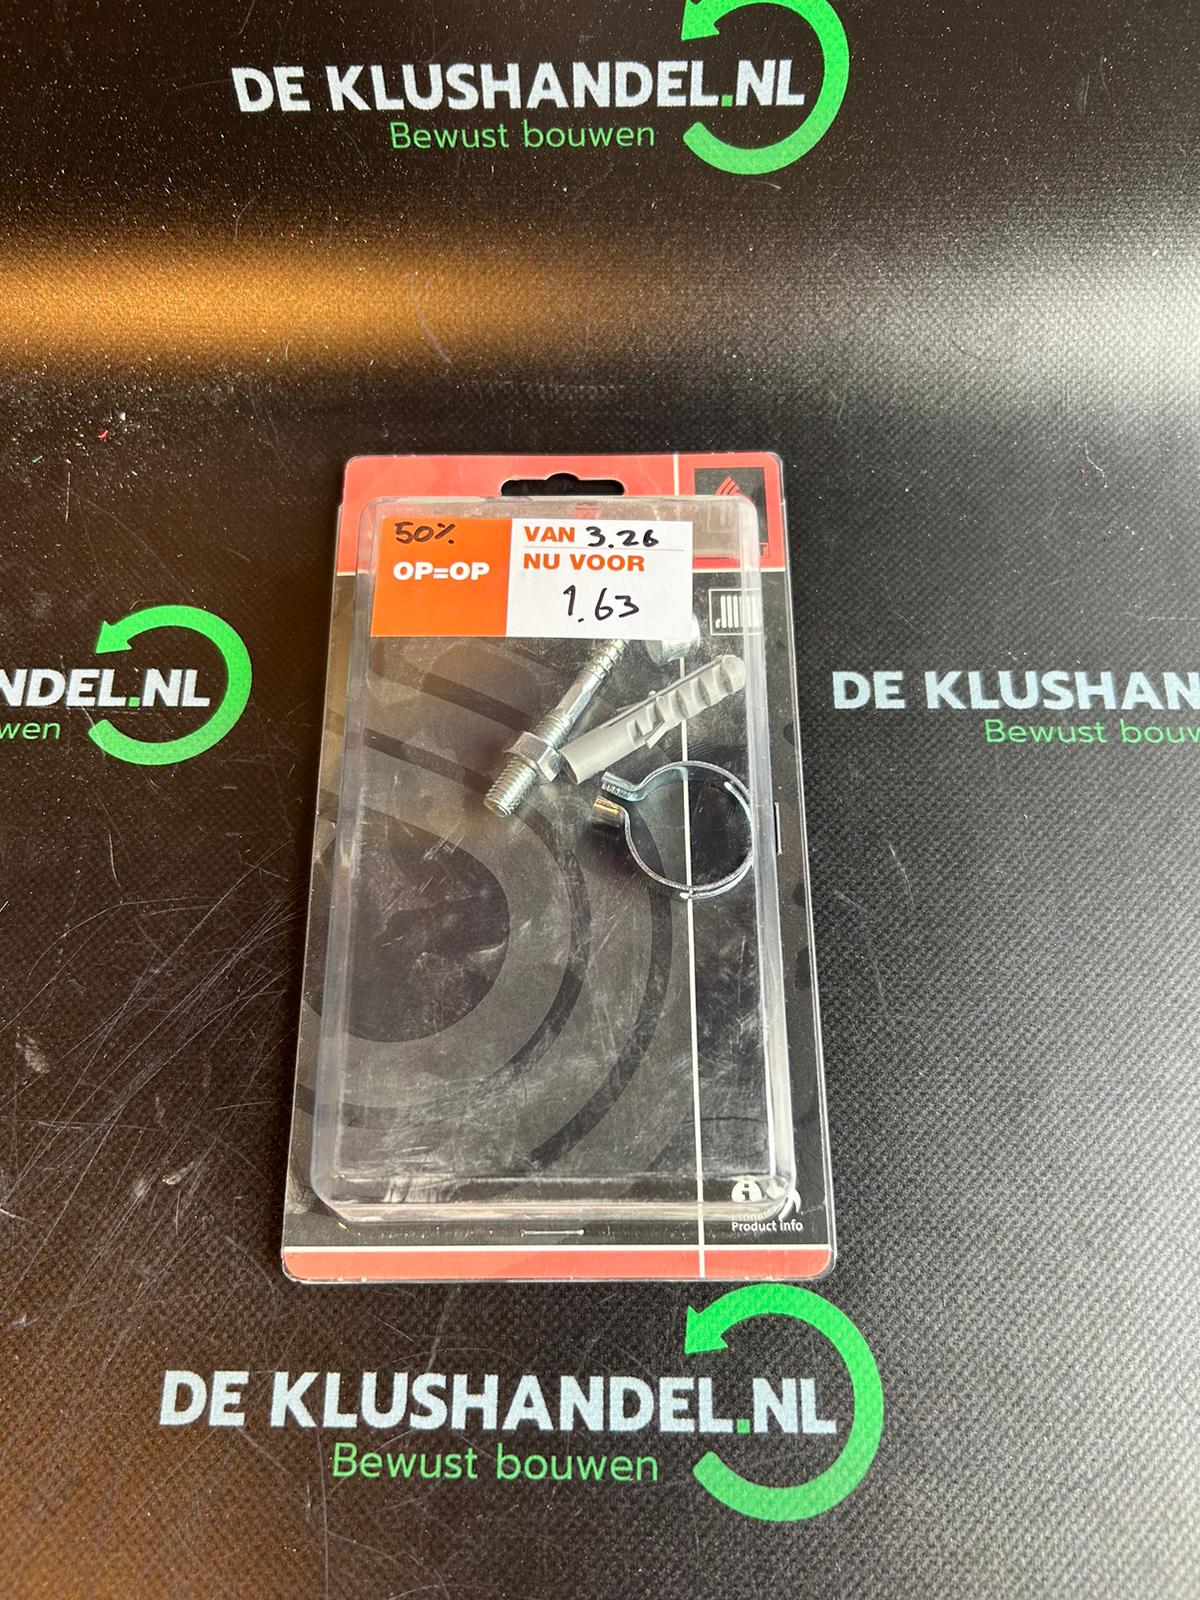 DE KLUSHANDEL.NL
Bewust bouwen
50%
OP=OP
VAN 3.26
NU VOOR
1.63
NDEL.NL
wen
DE KLUSHAN
Bewust bouw
Product info
DE KLUSHANDEL.NL
Bewust bouwen